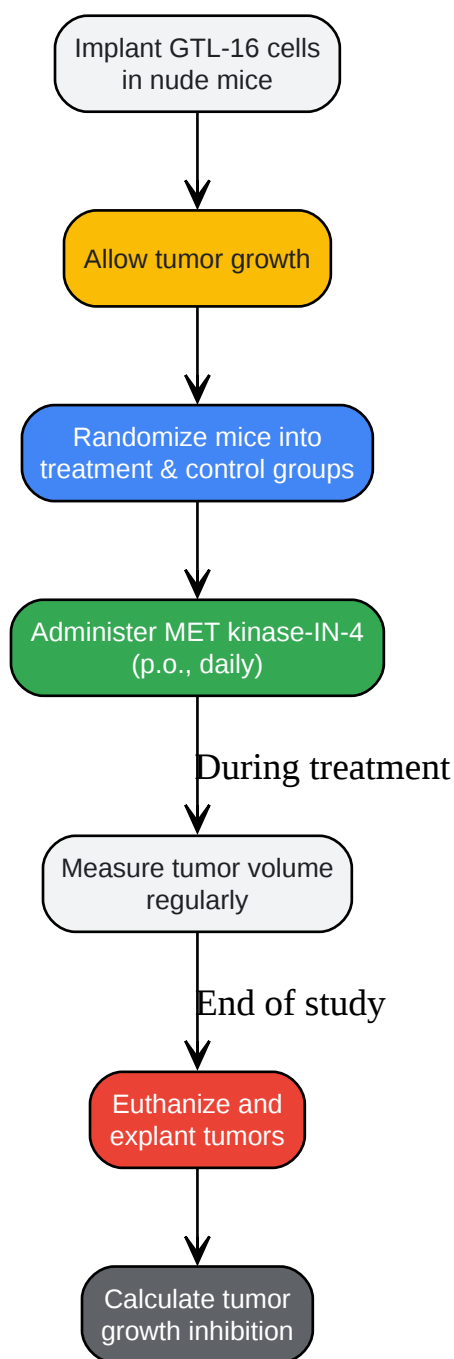 Implant GTL-16 cells
in nude mice
Allow tumor growth
Randomize mice into
treatment & control groups
Administer MET kinase-IN-4
(p.o., daily)
During treatment
Measure tumor volume
regularly
End of study
Euthanize and
explant tumors
Calculate tumor
growth inhibition